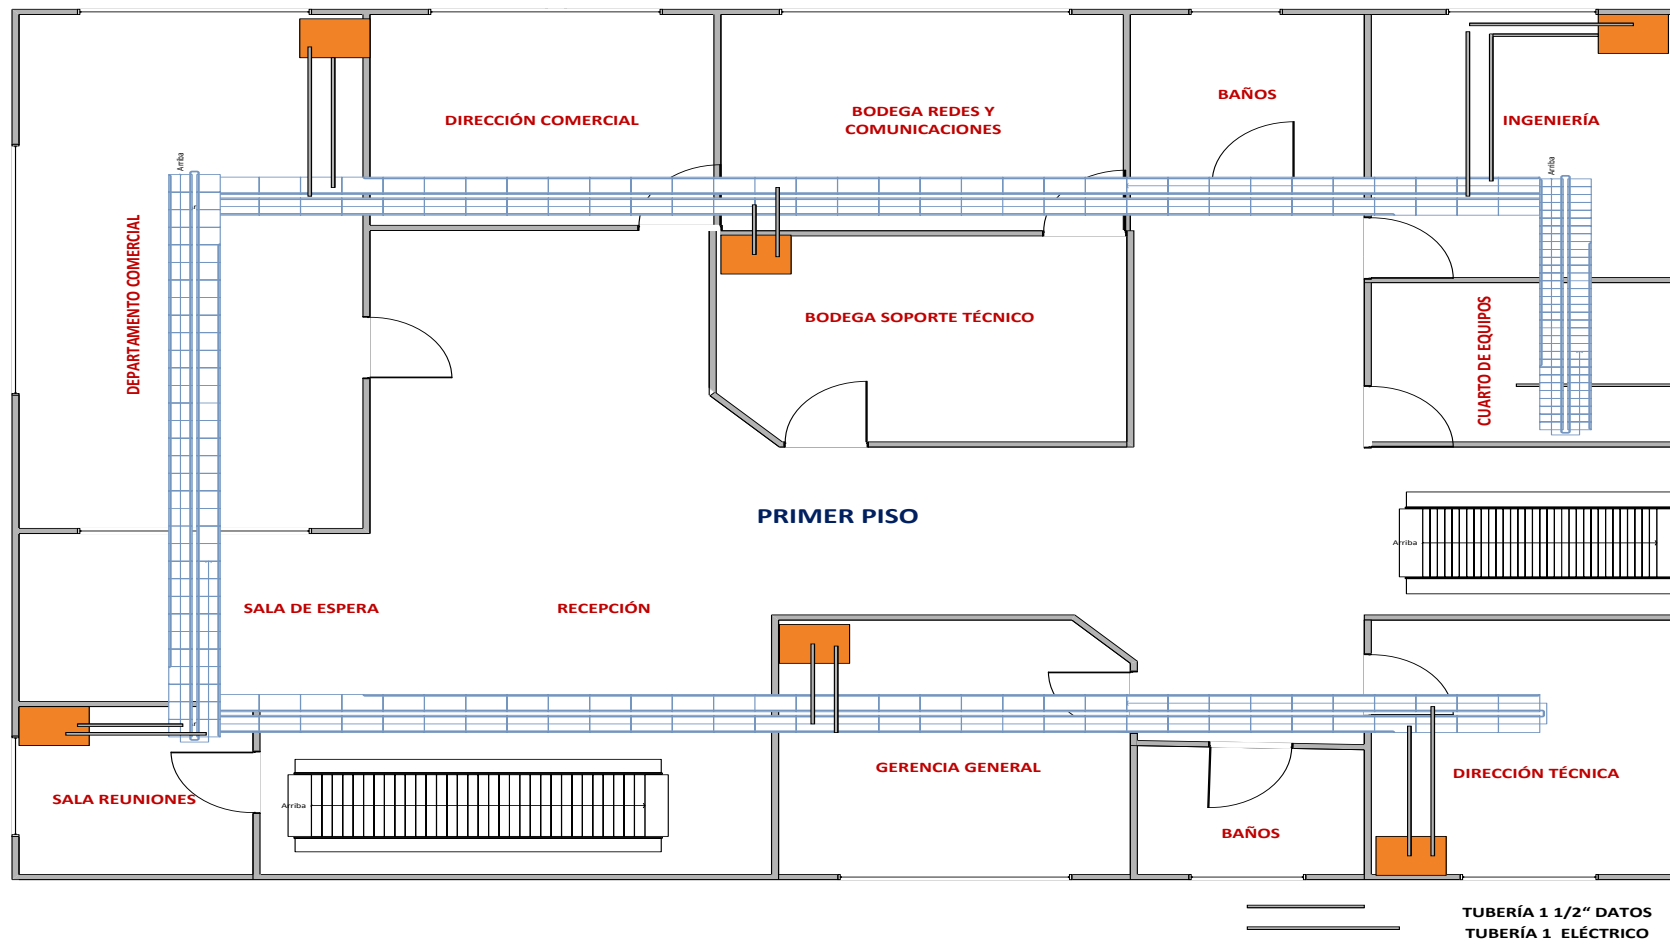 BAÑOS
BODEGA REDES Y
COMUNICACIONES
DIRECCIÓN COMERCIAL
INGENIERÍA
Arriba
Arriba
DEPARTAMENTO COMERCIAL
BODEGA SOPORTE TÉCNICO
CUARTO DE EQUIPOS
PRIMER PISO
Arriba
SALA DE ESPERA
RECEPCIÓN
GERENCIA GENERAL
DIRECCIÓN TÉCNICA
SALA REUNIONES
Arriba
BAÑOS
TUBERÍA 1 1/2“ DATOS
TUBERÍA 1 ELÉCTRICO